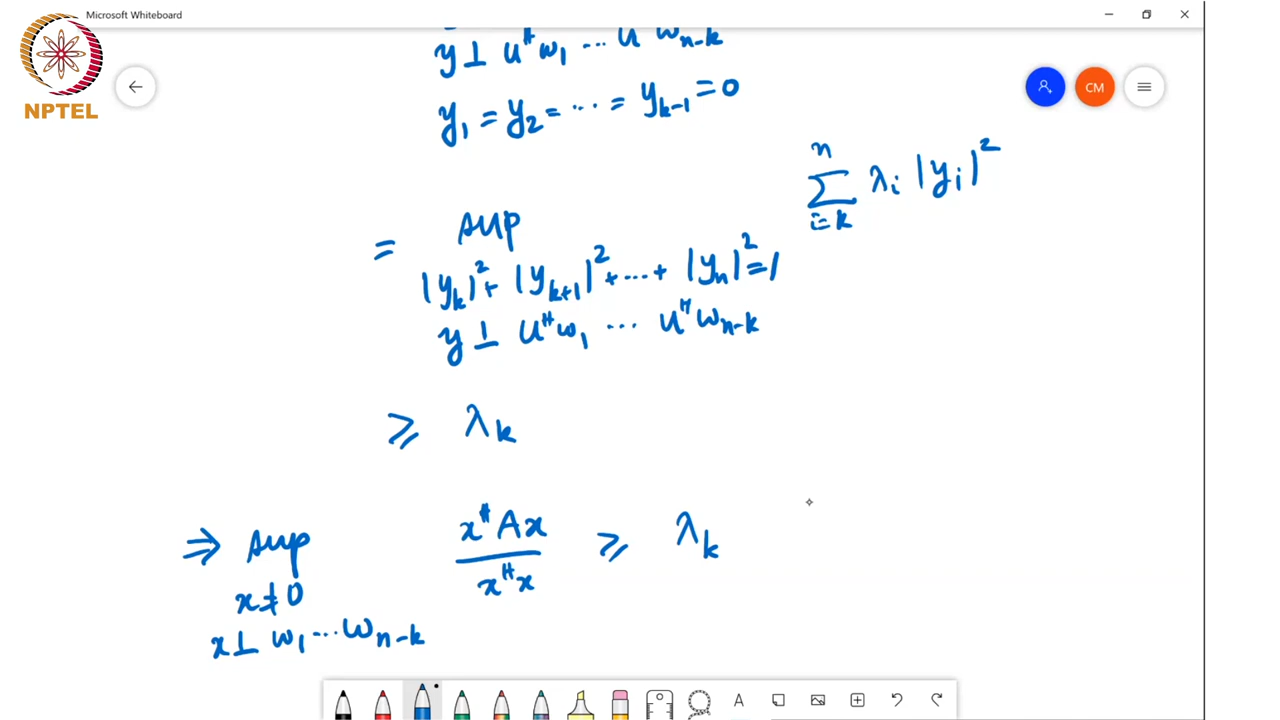 Microsoft Whiteboard
NPTEL
CM
y ⊥ U^H w_1 ... U^H w_{n-k}
y_1 = y_2 = ... = y_{k-1} = 0
= sup ∑_{i=k}^{n} λ_i |y_i|^2
|y_k|^2 + |y_{k+1}|^2 + ... + |y_n|^2 = 1
y ⊥ U^H w_1 ... U^H w_{n-k}
≥ λ_k
⇒ sup x^H A x / x^H x ≥ λ_k
x ≠ 0
x ⊥ w_1 ... w_{n-k}
A